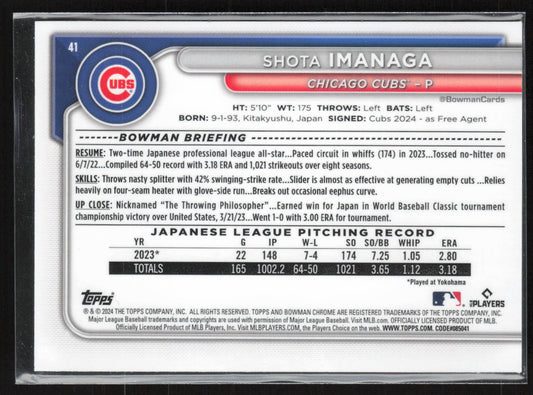 41
CUBS
SHOTA IMANAGA
CHICAGO CUBS® – P
@BowmanCards
HT: 5'10" WT: 175 THROWS: Left BATS: Left
BORN: 9-1-93, Kitakyushu, Japan SIGNED: Cubs 2024 - as Free Agent
BOWMAN BRIEFING
RESUME: Two-time Japanese professional league all-star...Paced circuit in whiffs (174) in 2023...Tossed no-hitter on
6/7/22...Compiled 64-50 record with 3.18 ERA and 1,021 strikeouts over eight seasons.
SKILLS: Throws nasty splitter with 42% swinging-strike rate...Slider is almost as effective at generating empty cuts ...Relies
heavily on four-seam heater with glove-side run...Breaks out occasional eephus curve.
UP CLOSE: Nicknamed "The Throwing Philosopher"...Earned win for Japan in World Baseball Classic tournament
championship victory over United States, 3/21/23...Went 1-0 with 3.00 ERA for tournament.
JAPANESE LEAGUE PITCHING RECORD
YR G IP W-L SO SO/BB WHIP ERA
2023* 22 148 7-4 174 7.25 1.05 2.80
TOTALS 165 1002.2 64-50 1021 3.65 1.12 3.18
*Played at Yokohama
Topps
PLAYERS
® & © 2024 THE TOPPS COMPANY, INC. ALL RIGHTS RESERVED. TOPPS AND BOWMAN CHROME ARE REGISTERED TRADEMARKS OF THE TOPPS COMPANY, INC.
Major League Baseball trademarks and copyrights are used with permission of Major League Baseball. Visit MLB.com. OFFICIALLY LICENSED PRODUCT OF MLB.
Officially Licensed Product of MLB Players, Inc. Visit MLBPLAYERS.com, the Players Choice on the web. WWW.TOPPS.COM. CODE#085041